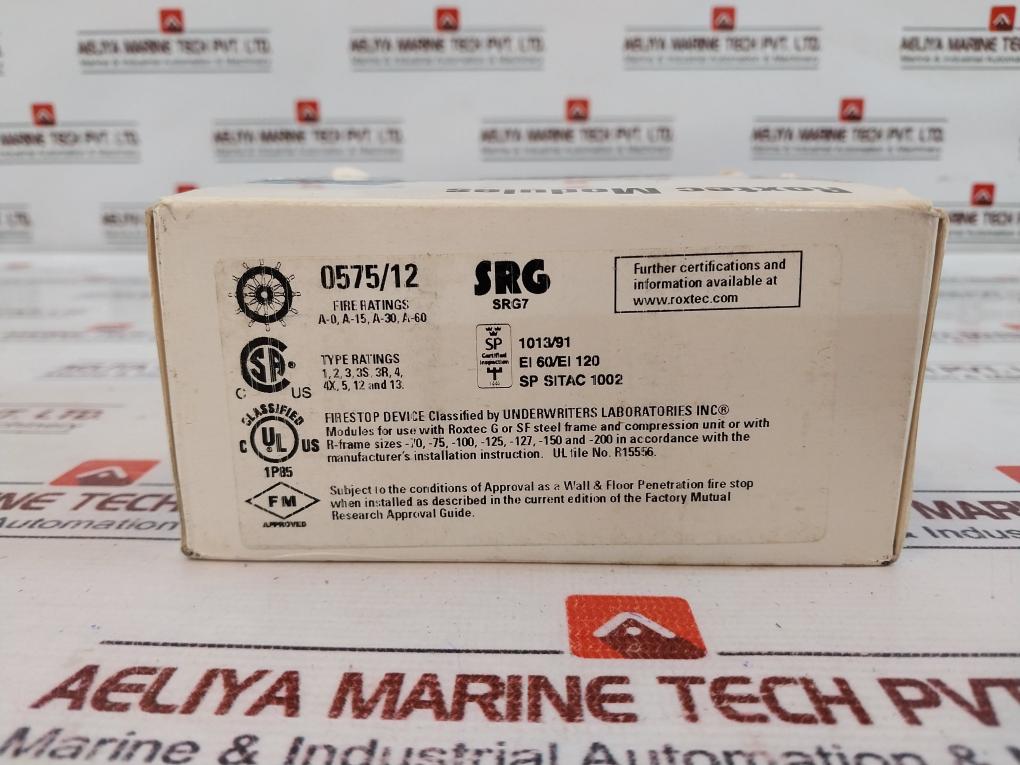 AELIYA MARINE TECH PVT. LTD.
Marine & Industrial Automation & Machinery
Roxtec Modules
0575/12
FIRE RATINGS
A-0, A-15, A-30, A-60
SRG
SRG7
Further certifications and
information available at
www.roxtec.com
SP
Certified
Inspection
1013/91
EI 60/EI 120
SP SITAC 1002
SA
C US
TYPE RATINGS
1, 2, 3, 3S, 3R, 4,
4X, 5, 12 and 13.
CLASSIFIED
C UL US
1P85
FIRESTOP DEVICE Classified by UNDERWRITERS LABORATORIES INC®
Modules for use with Roxtec G or SF steel frame and compression unit or with
R-frame sizes -70, -75, -100, -125, -127, -150 and -200 in accordance with the
manufacturer's installation instruction. UL file No. R15556.
FM
APPROVED
Subject to the conditions of Approval as a Wall & Floor Penetration fire stop
when installed as described in the current edition of the Factory Mutual
Research Approval Guide.
AELIYA MARINE TECH PVT
Marine & Industrial Automation &